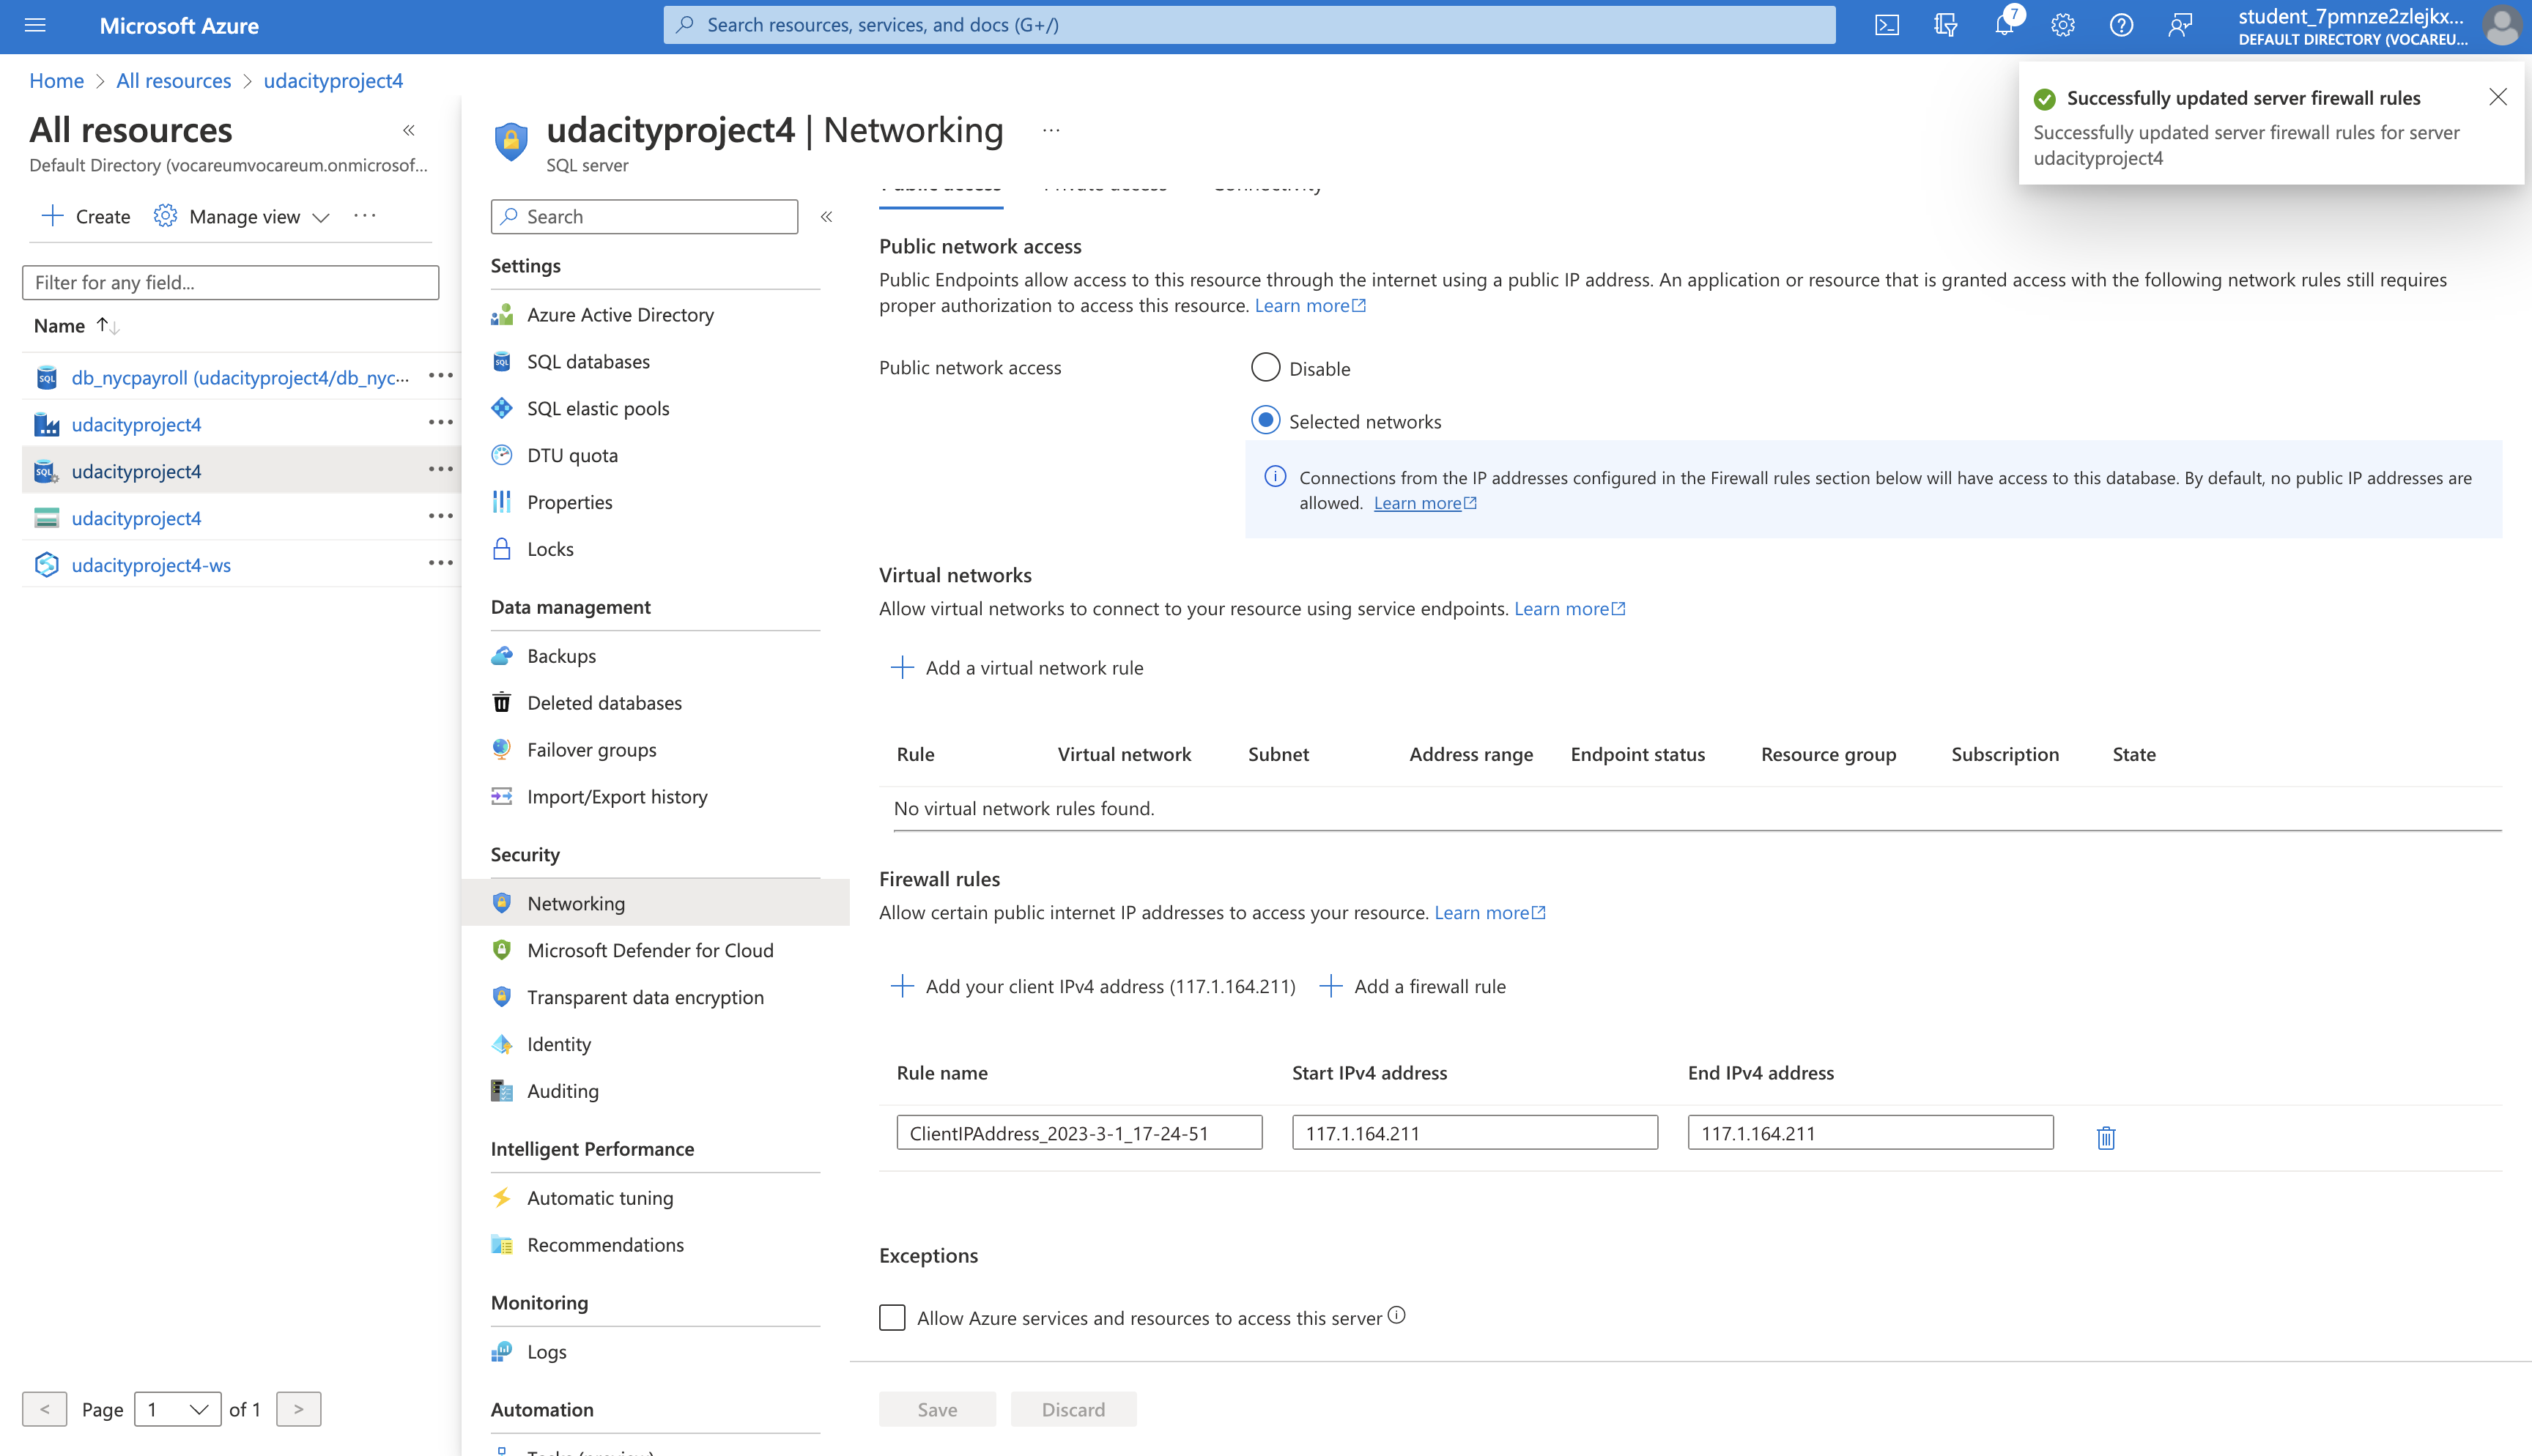 Microsoft Azure
Search resources, services, and docs (G+/)
7
student_7pmnze2zlejkx...
DEFAULT DIRECTORY (VOCAREU...
Home > All resources > udacityproject4
Successfully updated server firewall rules
Successfully updated server firewall rules for server
udacityproject4
All resources
Default Directory (vocareumvocareum.onmicrosof...
Create
Manage view
Filter for any field...
Name
db_nycpayroll (udacityproject4/db_nyc...
udacityproject4
udacityproject4
udacityproject4
udacityproject4-ws
< Page 1 of 1 >
udacityproject4 | Networking
SQL server
Search
Settings
Azure Active Directory
SQL databases
SQL elastic pools
DTU quota
Properties
Locks
Data management
Backups
Deleted databases
Failover groups
Import/Export history
Security
Networking
Microsoft Defender for Cloud
Transparent data encryption
Identity
Auditing
Intelligent Performance
Automatic tuning
Recommendations
Monitoring
Logs
Automation
Tasks (preview)
Public access Private access Connectivity
Public network access
Public Endpoints allow access to this resource through the internet using a public IP address. An application or resource that is granted access with the following network rules still requires
proper authorization to access this resource. Learn more
Public network access
Disable
Selected networks
Connections from the IP addresses configured in the Firewall rules section below will have access to this database. By default, no public IP addresses are
allowed. Learn more
Virtual networks
Allow virtual networks to connect to your resource using service endpoints. Learn more
Add a virtual network rule
Rule Virtual network Subnet Address range Endpoint status Resource group Subscription State
No virtual network rules found.
Firewall rules
Allow certain public internet IP addresses to access your resource. Learn more
Add your client IPv4 address (117.1.164.211) Add a firewall rule
Rule name Start IPv4 address End IPv4 address
ClientIPAddress_2023-3-1_17-24-51 117.1.164.211 117.1.164.211
Exceptions
Allow Azure services and resources to access this server
Save Discard